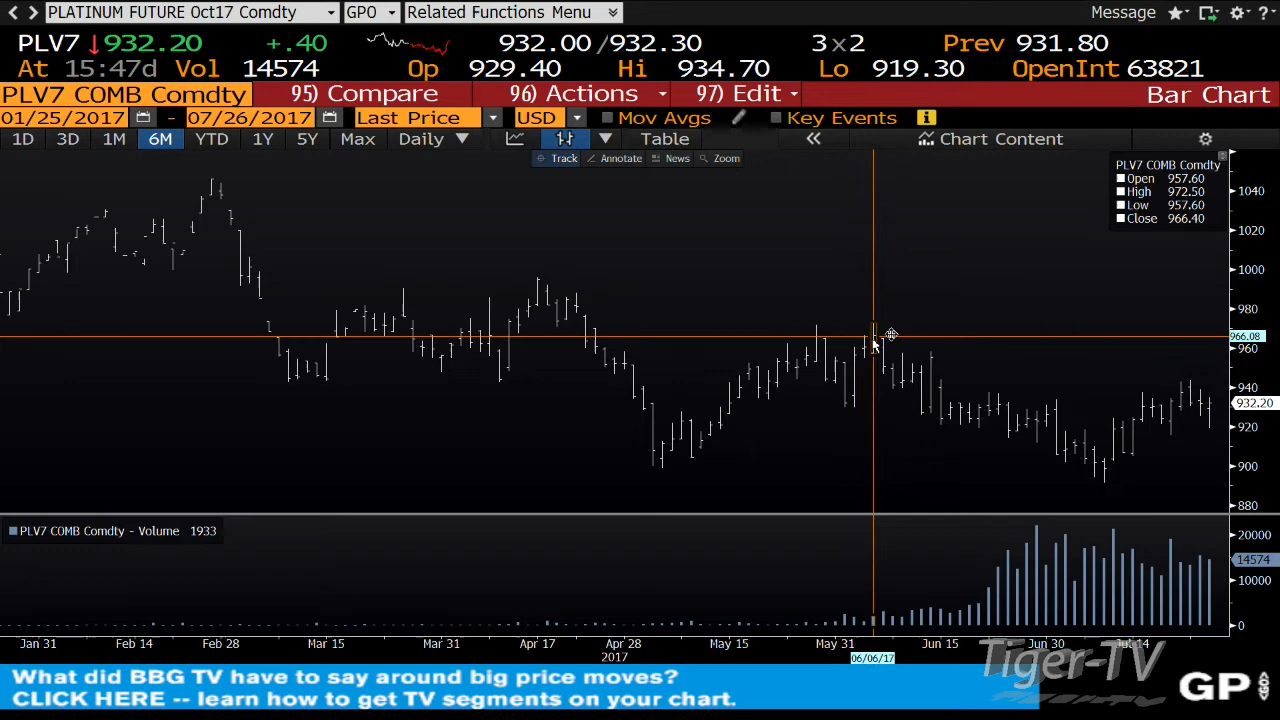 PLATINUM FUTURE Oct17 Comdty GPO Related Functions Menu Message ?
PLV7 932.20 +.40 932.00/932.30 3x2 Prev 931.80
At 15:47d Vol 14574 Op 929.40 Hi 934.70 Lo 919.30 OpenInt 63821
PLV7 COMB Comdty 95) Compare 96) Actions 97) Edit Bar Chart
01/25/2017 - 07/26/2017 Last Price USD Mov Avgs Key Events i
1D 3D 1M 6M YTD 1Y 5Y Max Daily Table « Chart Content
Track Annotate News Zoom
PLV7 COMB Comdty
Open 957.60
High 972.50
Low 957.60
Close 966.40
1040
1020
1000
980
966.08
960
940
932.20
920
900
880
PLV7 COMB Comdty - Volume 1933
20000
14574
10000
0
Jan 31 Feb 14 Feb 28 Mar 15 Mar 31 Apr 17 Apr 28 May 15 May 31 Jun 15 Jun 30 Jul 14
2017 06/06/17
Tiger-TV
What did BBG TV have to say around big price moves?
CLICK HERE -- learn how to get TV segments on your chart.
GP GO